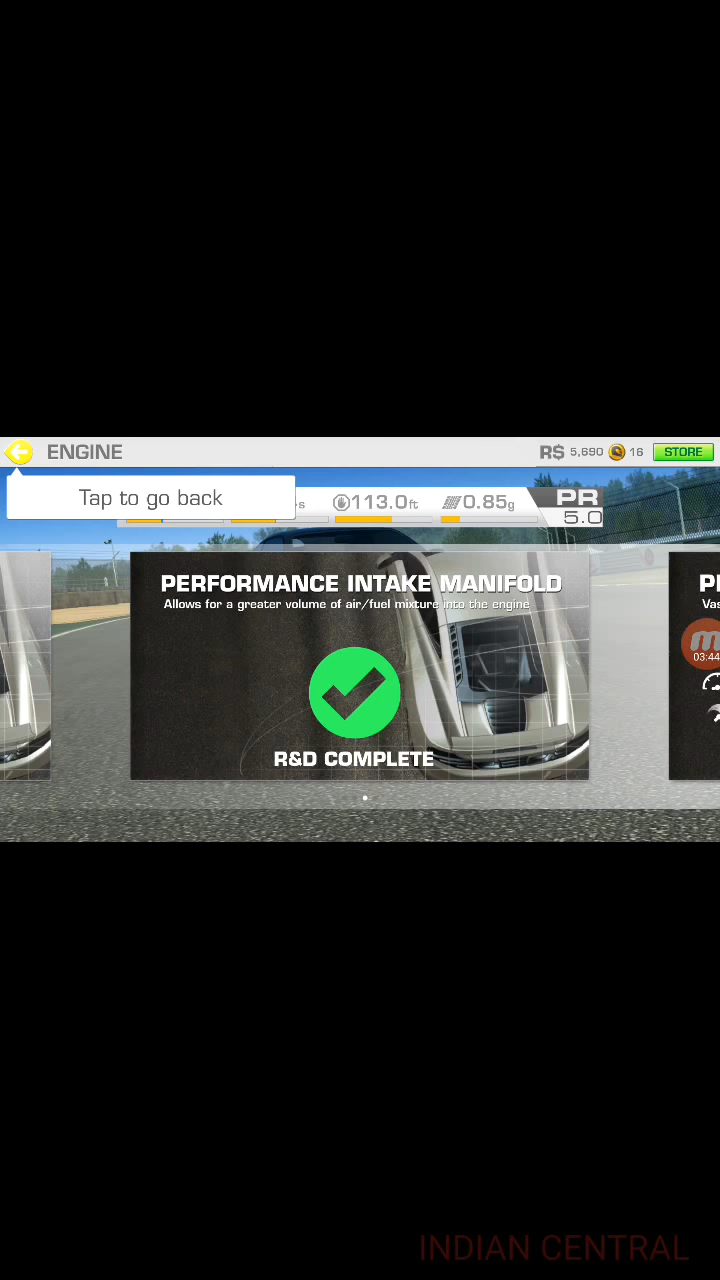 ENGINE
R$ 5,690 16 STORE
Tap to go back
s 113.0ft 0.85g PR
5.0
PERFORMANCE INTAKE MANIFOLD
Allows for a greater volume of air/fuel mixture into the engine
R&D COMPLETE
03:44
INDIAN CENTRAL